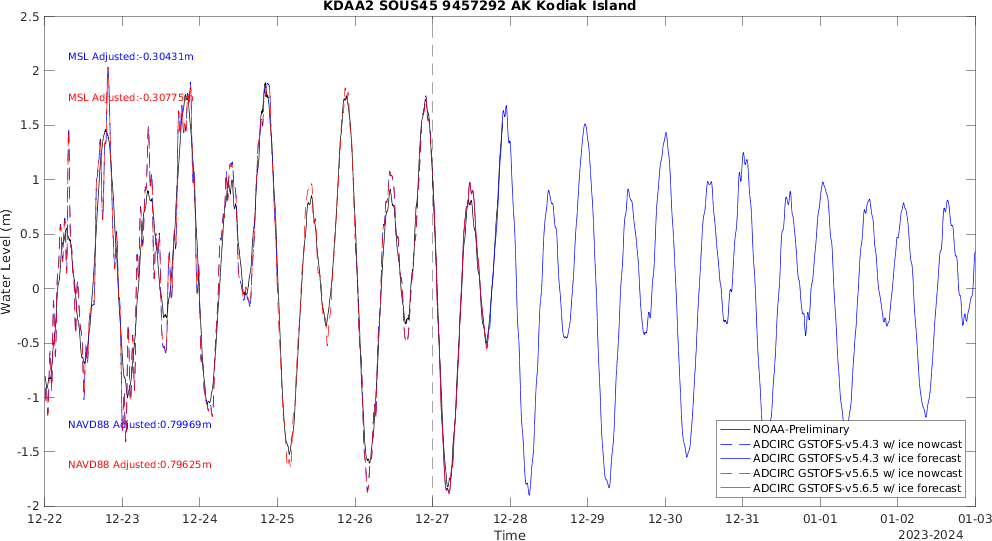 KDAA2 SOUS45 9457292 AK Kodiak Island
2.5
2
1.5
1
0.5
0
-0.5
-1
-1.5
-2
Water Level (m)
MSL Adjusted:-0.30431m
MSL Adjusted:-0.30775m
NAVD88 Adjusted:0.79969m
NAVD88 Adjusted:0.79625m
NOAA-Preliminary
ADCIRC GSTOFS-v5.4.3 w/ ice nowcast
ADCIRC GSTOFS-v5.4.3 w/ ice forecast
ADCIRC GSTOFS-v5.6.5 w/ ice nowcast
ADCIRC GSTOFS-v5.6.5 w/ ice forecast
12-22 12-23 12-24 12-25 12-26 12-27 12-28 12-29 12-30 12-31 01-01 01-02 01-03
Time
2023-2024